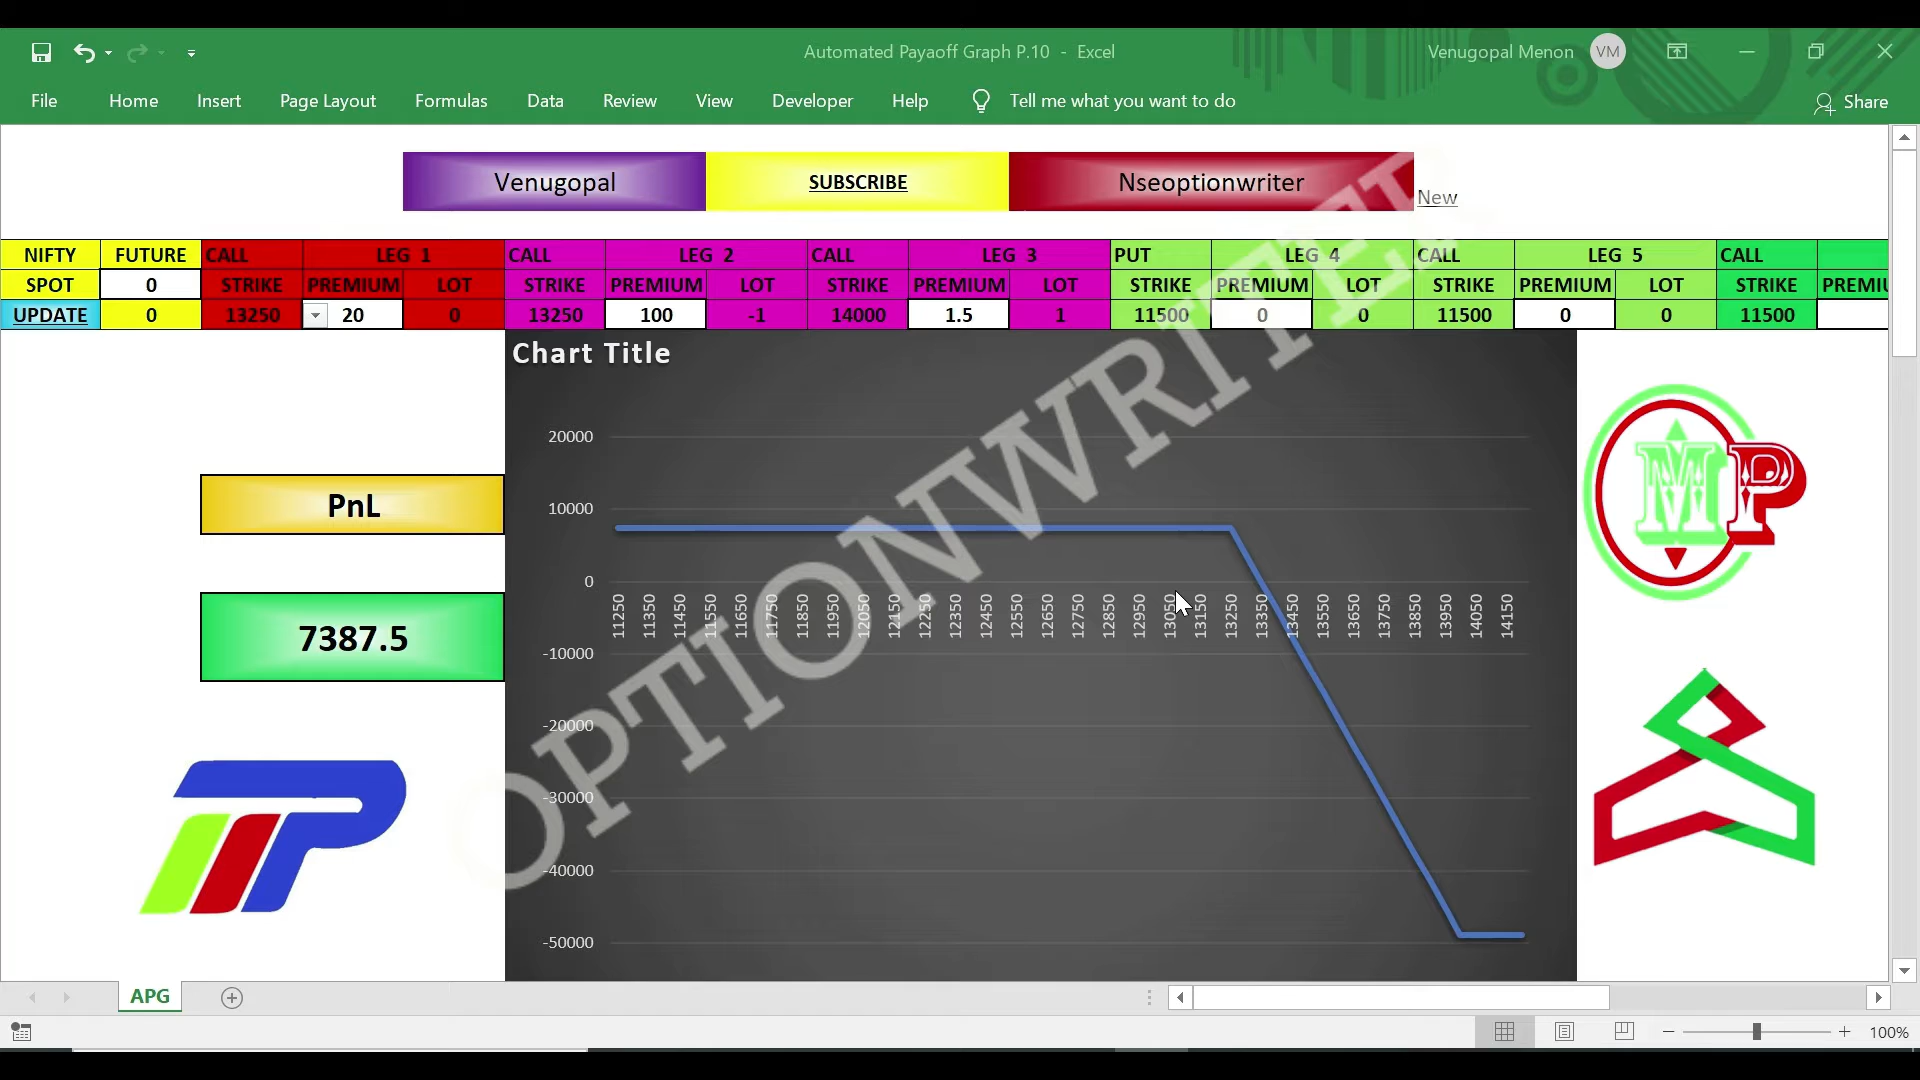 Automated Payaoff Graph P.10 - Excel
Venugopal Menon VM
File Home Insert Page Layout Formulas Data Review View Developer Help Tell me what you want to do Share
Venugopal SUBSCRIBE Nseoptionwriter New
NIFTY FUTURE CALL LEG 1 CALL LEG 2 CALL LEG 3 PUT LEG 4 CALL LEG 5 CALL
SPOT 0 STRIKE PREMIUM LOT STRIKE PREMIUM LOT STRIKE PREMIUM LOT STRIKE PREMIUM LOT STRIKE PREMIUM LOT STRIKE
UPDATE 0 13250 20 0 13250 100 -1 14000 1.5 1 11500 0 0 11500 0 0 11500
Chart Title
20000
10000
0
-10000
-20000
-30000
-40000
-50000
11250 11350 11450 11550 11650 11750 11850 11950 12050 12150 12250 12350 12450 12550 12650 12750 12850 12950 13050 13150 13250 13350 13450 13550 13650 13750 13850 13950 14050 14150
OPTIONWRITER
PnL
7387.5
MP
APG
100%